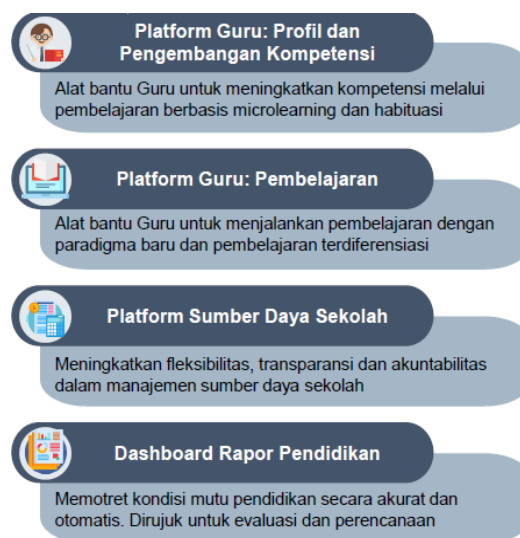 Platform Guru: Profil dan
Pengembangan Kompetensi
Alat bantu Guru untuk meningkatkan kompetensi melalui
pembelajaran berbasis microlearning dan habituasi
Platform Guru: Pembelajaran
Alat bantu Guru untuk menjalankan pembelajaran dengan
paradigma baru dan pembelajaran terdiferensiasi
Platform Sumber Daya Sekolah
Meningkatkan fleksibilitas, transparansi dan akuntabilitas
dalam manajemen sumber daya sekolah
Dashboard Rapor Pendidikan
Memotret kondisi mutu pendidikan secara akurat dan
otomatis. Dirujuk untuk evaluasi dan perencanaan